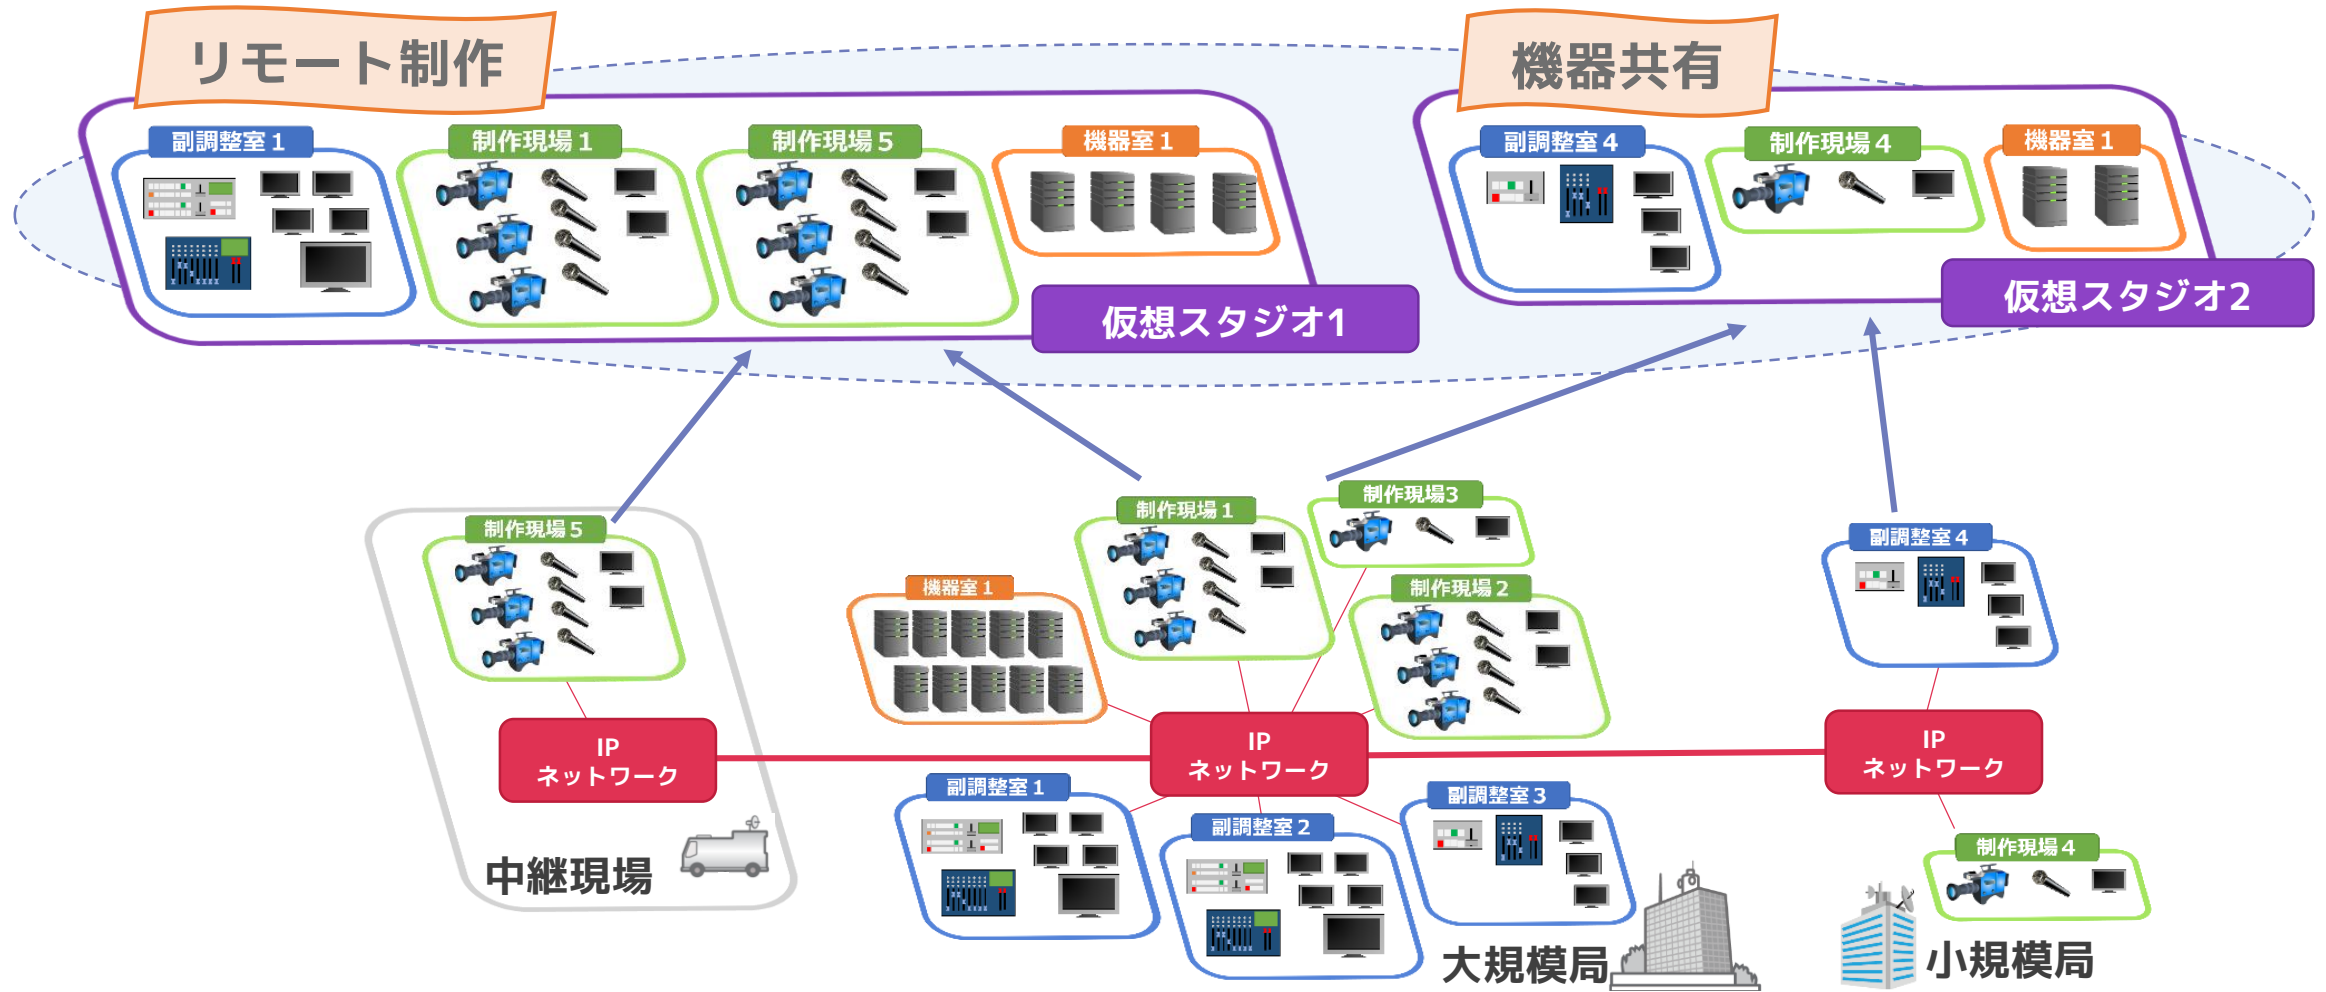 リモート制作
機器共有
副調整室1
制作現場1
制作現場5
機器室1
仮想スタジオ1
副調整室4
制作現場4
機器室1
仮想スタジオ2
制作現場5
IP
ネットワーク
中継現場
機器室1
制作現場1
制作現場3
制作現場2
IP
ネットワーク
副調整室1
副調整室2
副調整室3
大規模局
副調整室4
IP
ネットワーク
制作現場4
小規模局